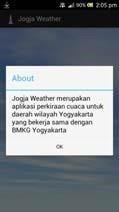 90% 2:05 pm
Jogja Weather
About
Jogja Weather merupakan
aplikasi perkiraan cuaca untuk
daerah wilayah Yogyakarta
yang bekerja sama dengan
BMKG Yogyakarta
OK